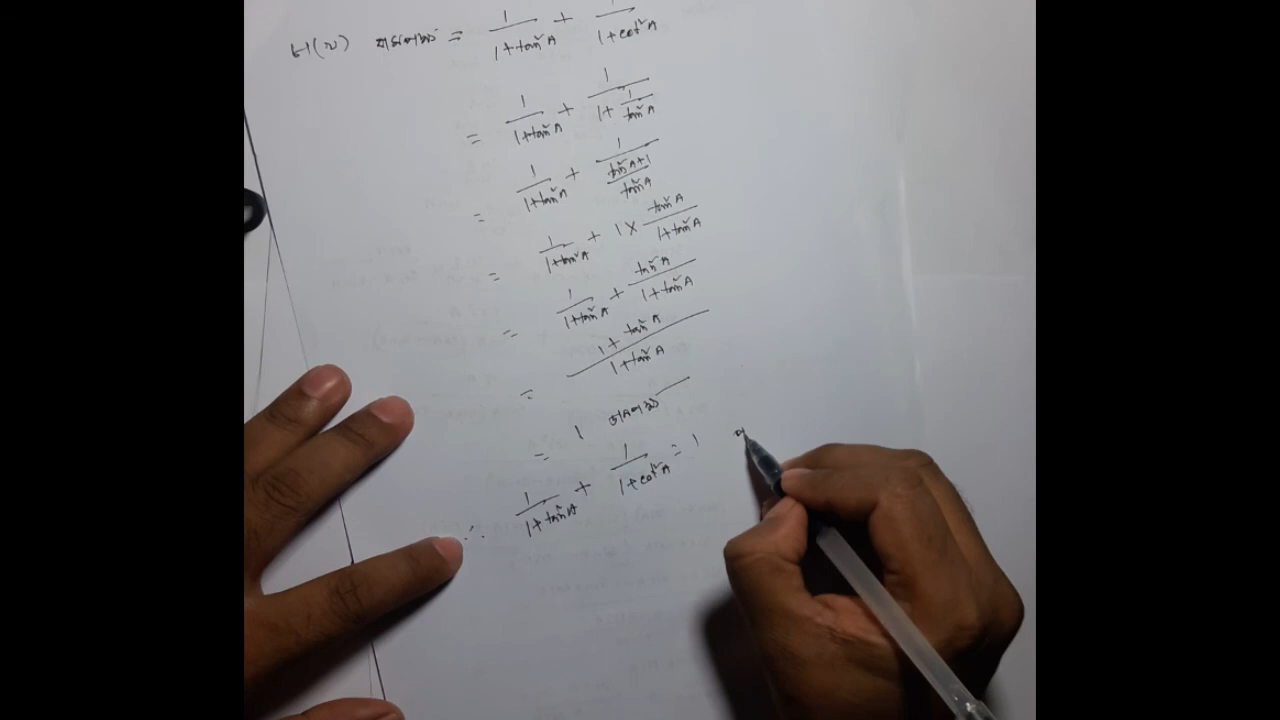 ৮।(২) বামপক্ষ = 1/(1+tan²A) + 1/(1+cot²A)
= 1/(1+tan²A) + 1/(1+1/tan²A)
= 1/(1+tan²A) + 1/((tan²A+1)/tan²A)
= 1/(1+tan²A) + 1 × tan²A/(1+tan²A)
= 1/(1+tan²A) + tan²A/(1+tan²A)
= (1+tan²A)/(1+tan²A)
= 1 ডানপক্ষ
∴ 1/(1+tan²A) + 1/(1+cot²A) = 1